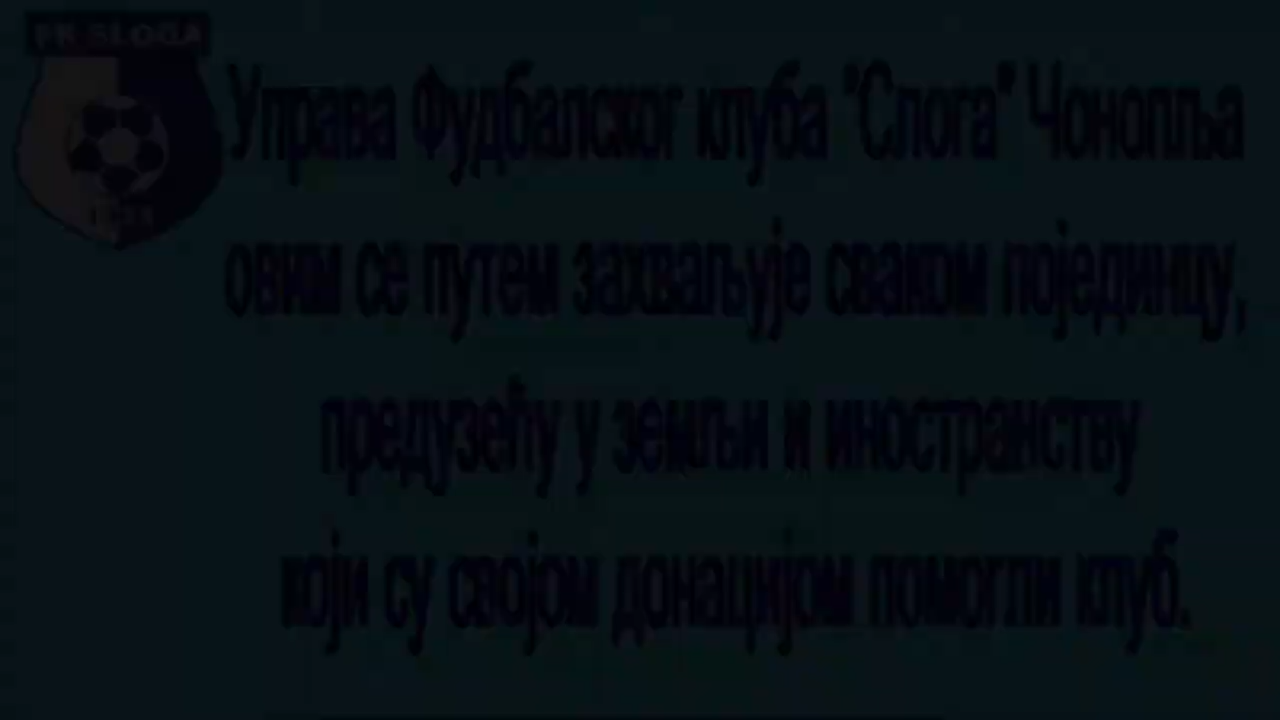 FK SLOGA
Управа Фудбалског клуба "Слога" Чонопља
овим се путем захваљује сваком појединцу,
предузећу у земљи и иностранству
који су својом донацијом помогли клуб.